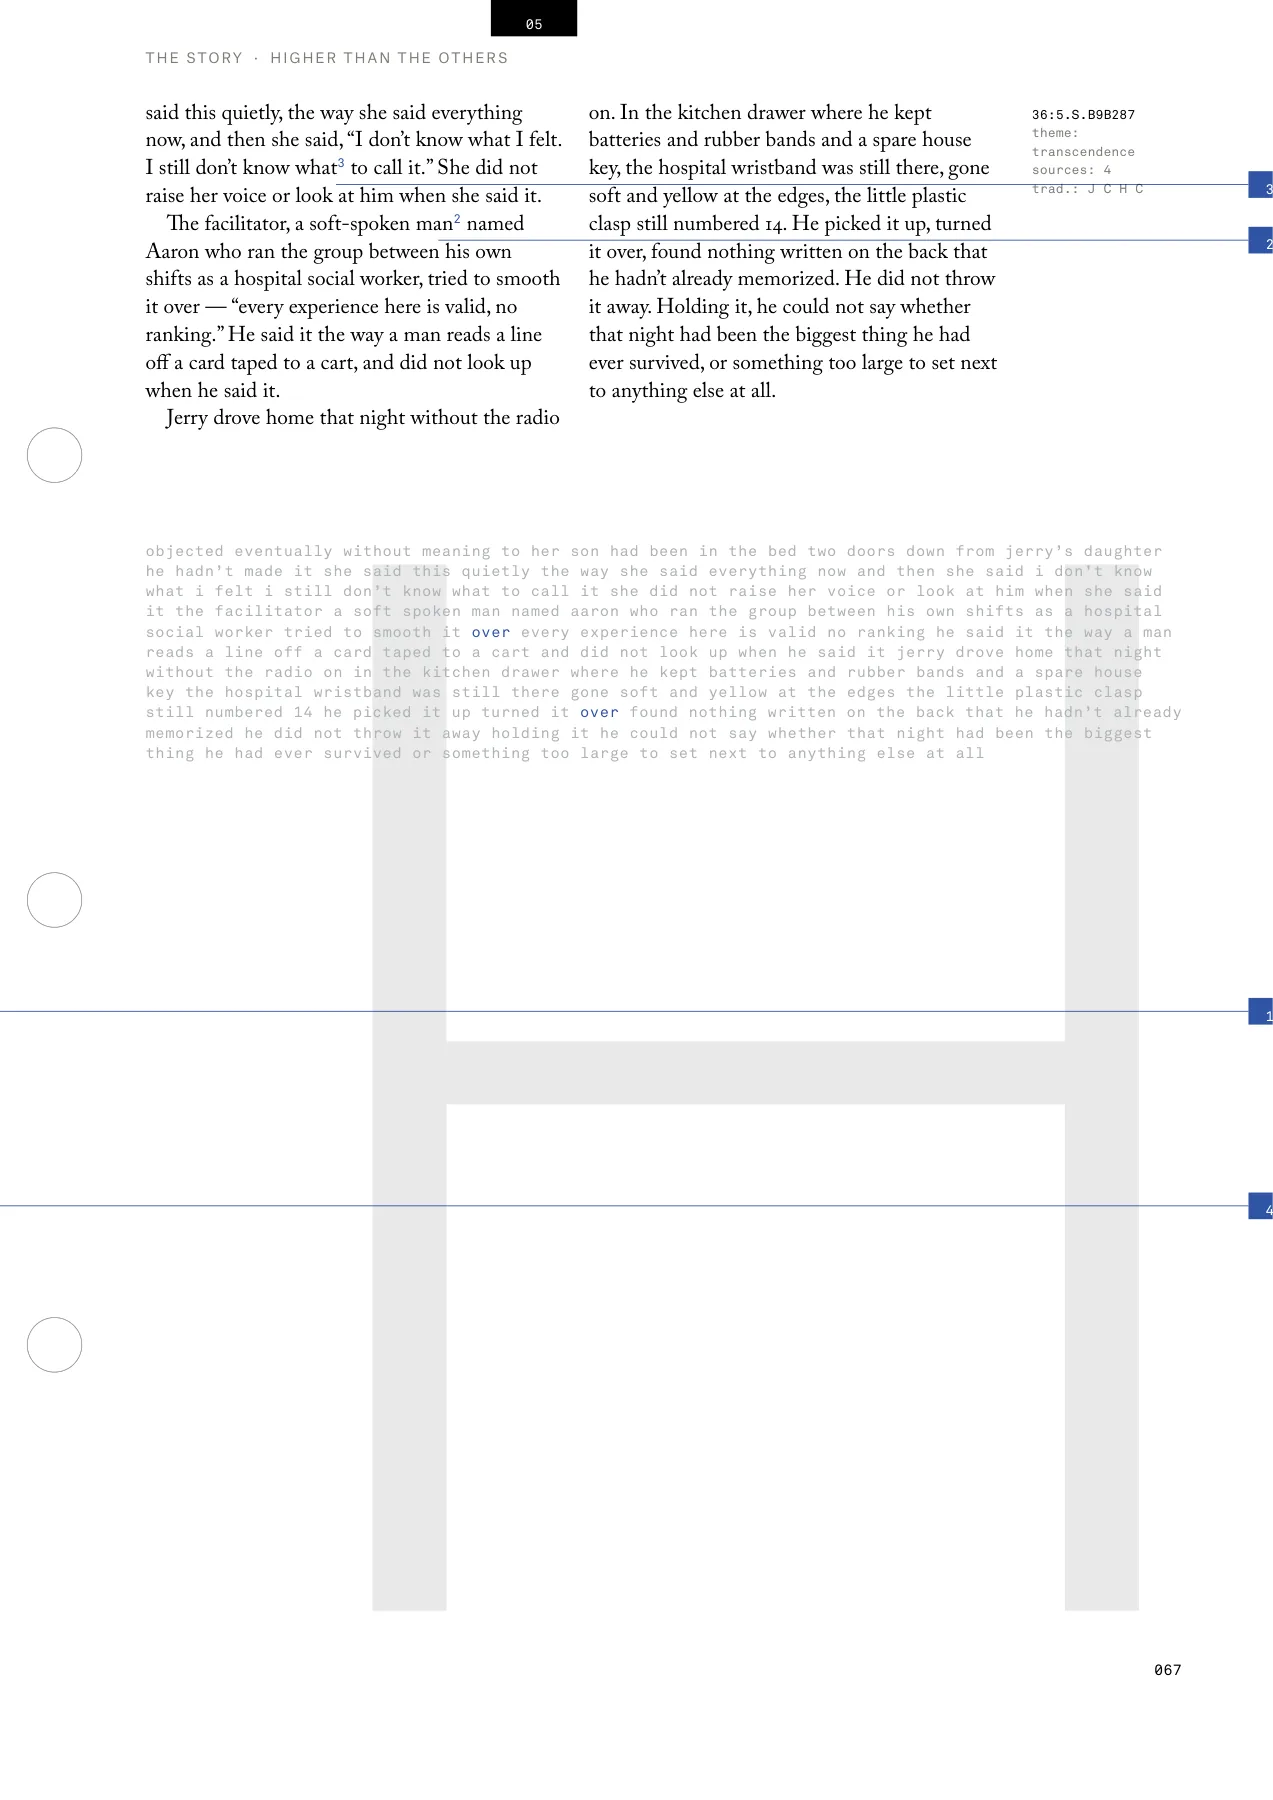 05
THE STORY · HIGHER THAN THE OTHERS
said this quietly, the way she said everything
now, and then she said, “I don’t know what I felt.
I still don’t know what3 to call it.” She did not
raise her voice or look at him when she said it.
The facilitator, a soft-spoken man2 named
Aaron who ran the group between his own
shifts as a hospital social worker, tried to smooth
it over — “every experience here is valid, no
ranking.” He said it the way a man reads a line
off a card taped to a cart, and did not look up
when he said it.
Jerry drove home that night without the radio
on. In the kitchen drawer where he kept
batteries and rubber bands and a spare house
key, the hospital wristband was still there, gone
soft and yellow at the edges, the little plastic
clasp still numbered 14. He picked it up, turned
it over, found nothing written on the back that
he hadn’t already memorized. He did not throw
it away. Holding it, he could not say whether
that night had been the biggest thing he had
ever survived, or something too large to set next
to anything else at all.
36:5.S.B9B287
theme:
transcendence
sources: 4
trad.: J C H C
3
2
objected eventually without meaning to her son had been in the bed two doors down from jerry’s daughter
he hadn’t made it she said this quietly the way she said everything now and then she said i don’t know
what i felt i still don’t know what to call it she did not raise her voice or look at him when she said
it the facilitator a soft spoken man named aaron who ran the group between his own shifts as a hospital
social worker tried to smooth it over every experience here is valid no ranking he said it the way a man
reads a line off a card taped to a cart and did not look up when he said it jerry drove home that night
without the radio on in the kitchen drawer where he kept batteries and rubber bands and a spare house
key the hospital wristband was still there gone soft and yellow at the edges the little plastic clasp
still numbered 14 he picked it up turned it over found nothing written on the back that he hadn’t already
memorized he did not throw it away holding it he could not say whether that night had been the biggest
thing he had ever survived or something too large to set next to anything else at all
1
4
H
067